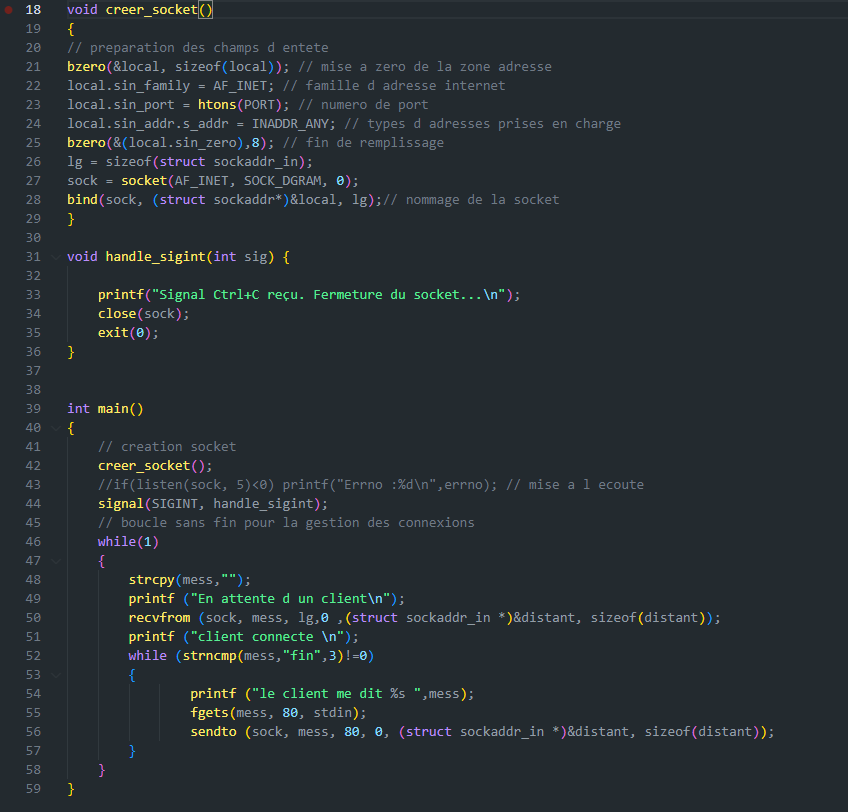 18 void creer_socket()
19 {
20 // preparation des champs d entete
21 bzero(&local, sizeof(local)); // mise a zero de la zone adresse
22 local.sin_family = AF_INET; // famille d adresse internet
23 local.sin_port = htons(PORT); // numero de port
24 local.sin_addr.s_addr = INADDR_ANY; // types d adresses prises en charge
25 bzero(&(local.sin_zero),8); // fin de remplissage
26 lg = sizeof(struct sockaddr_in);
27 sock = socket(AF_INET, SOCK_DGRAM, 0);
28 bind(sock, (struct sockaddr*)&local, lg);// nommage de la socket
29 }
30
31 void handle_sigint(int sig) {
32
33     printf("Signal Ctrl+C reçu. Fermeture du socket...\n");
34     close(sock);
35     exit(0);
36 }
37
38
39 int main()
40 {
41     // creation socket
42     creer_socket();
43     //if(listen(sock, 5)<0) printf("Errno :%d\n",errno); // mise a l ecoute
44     signal(SIGINT, handle_sigint);
45     // boucle sans fin pour la gestion des connexions
46     while(1)
47     {
48         strcpy(mess,"");
49         printf ("En attente d un client\n");
50         recvfrom (sock, mess, lg,0 ,(struct sockaddr_in *)&distant, sizeof(distant));
51         printf ("client connecte \n");
52         while (strncmp(mess,"fin",3)!=0)
53         {
54                 printf ("le client me dit %s ",mess);
55                 fgets(mess, 80, stdin);
56                 sendto (sock, mess, 80, 0, (struct sockaddr_in *)&distant, sizeof(distant));
57         }
58     }
59 }